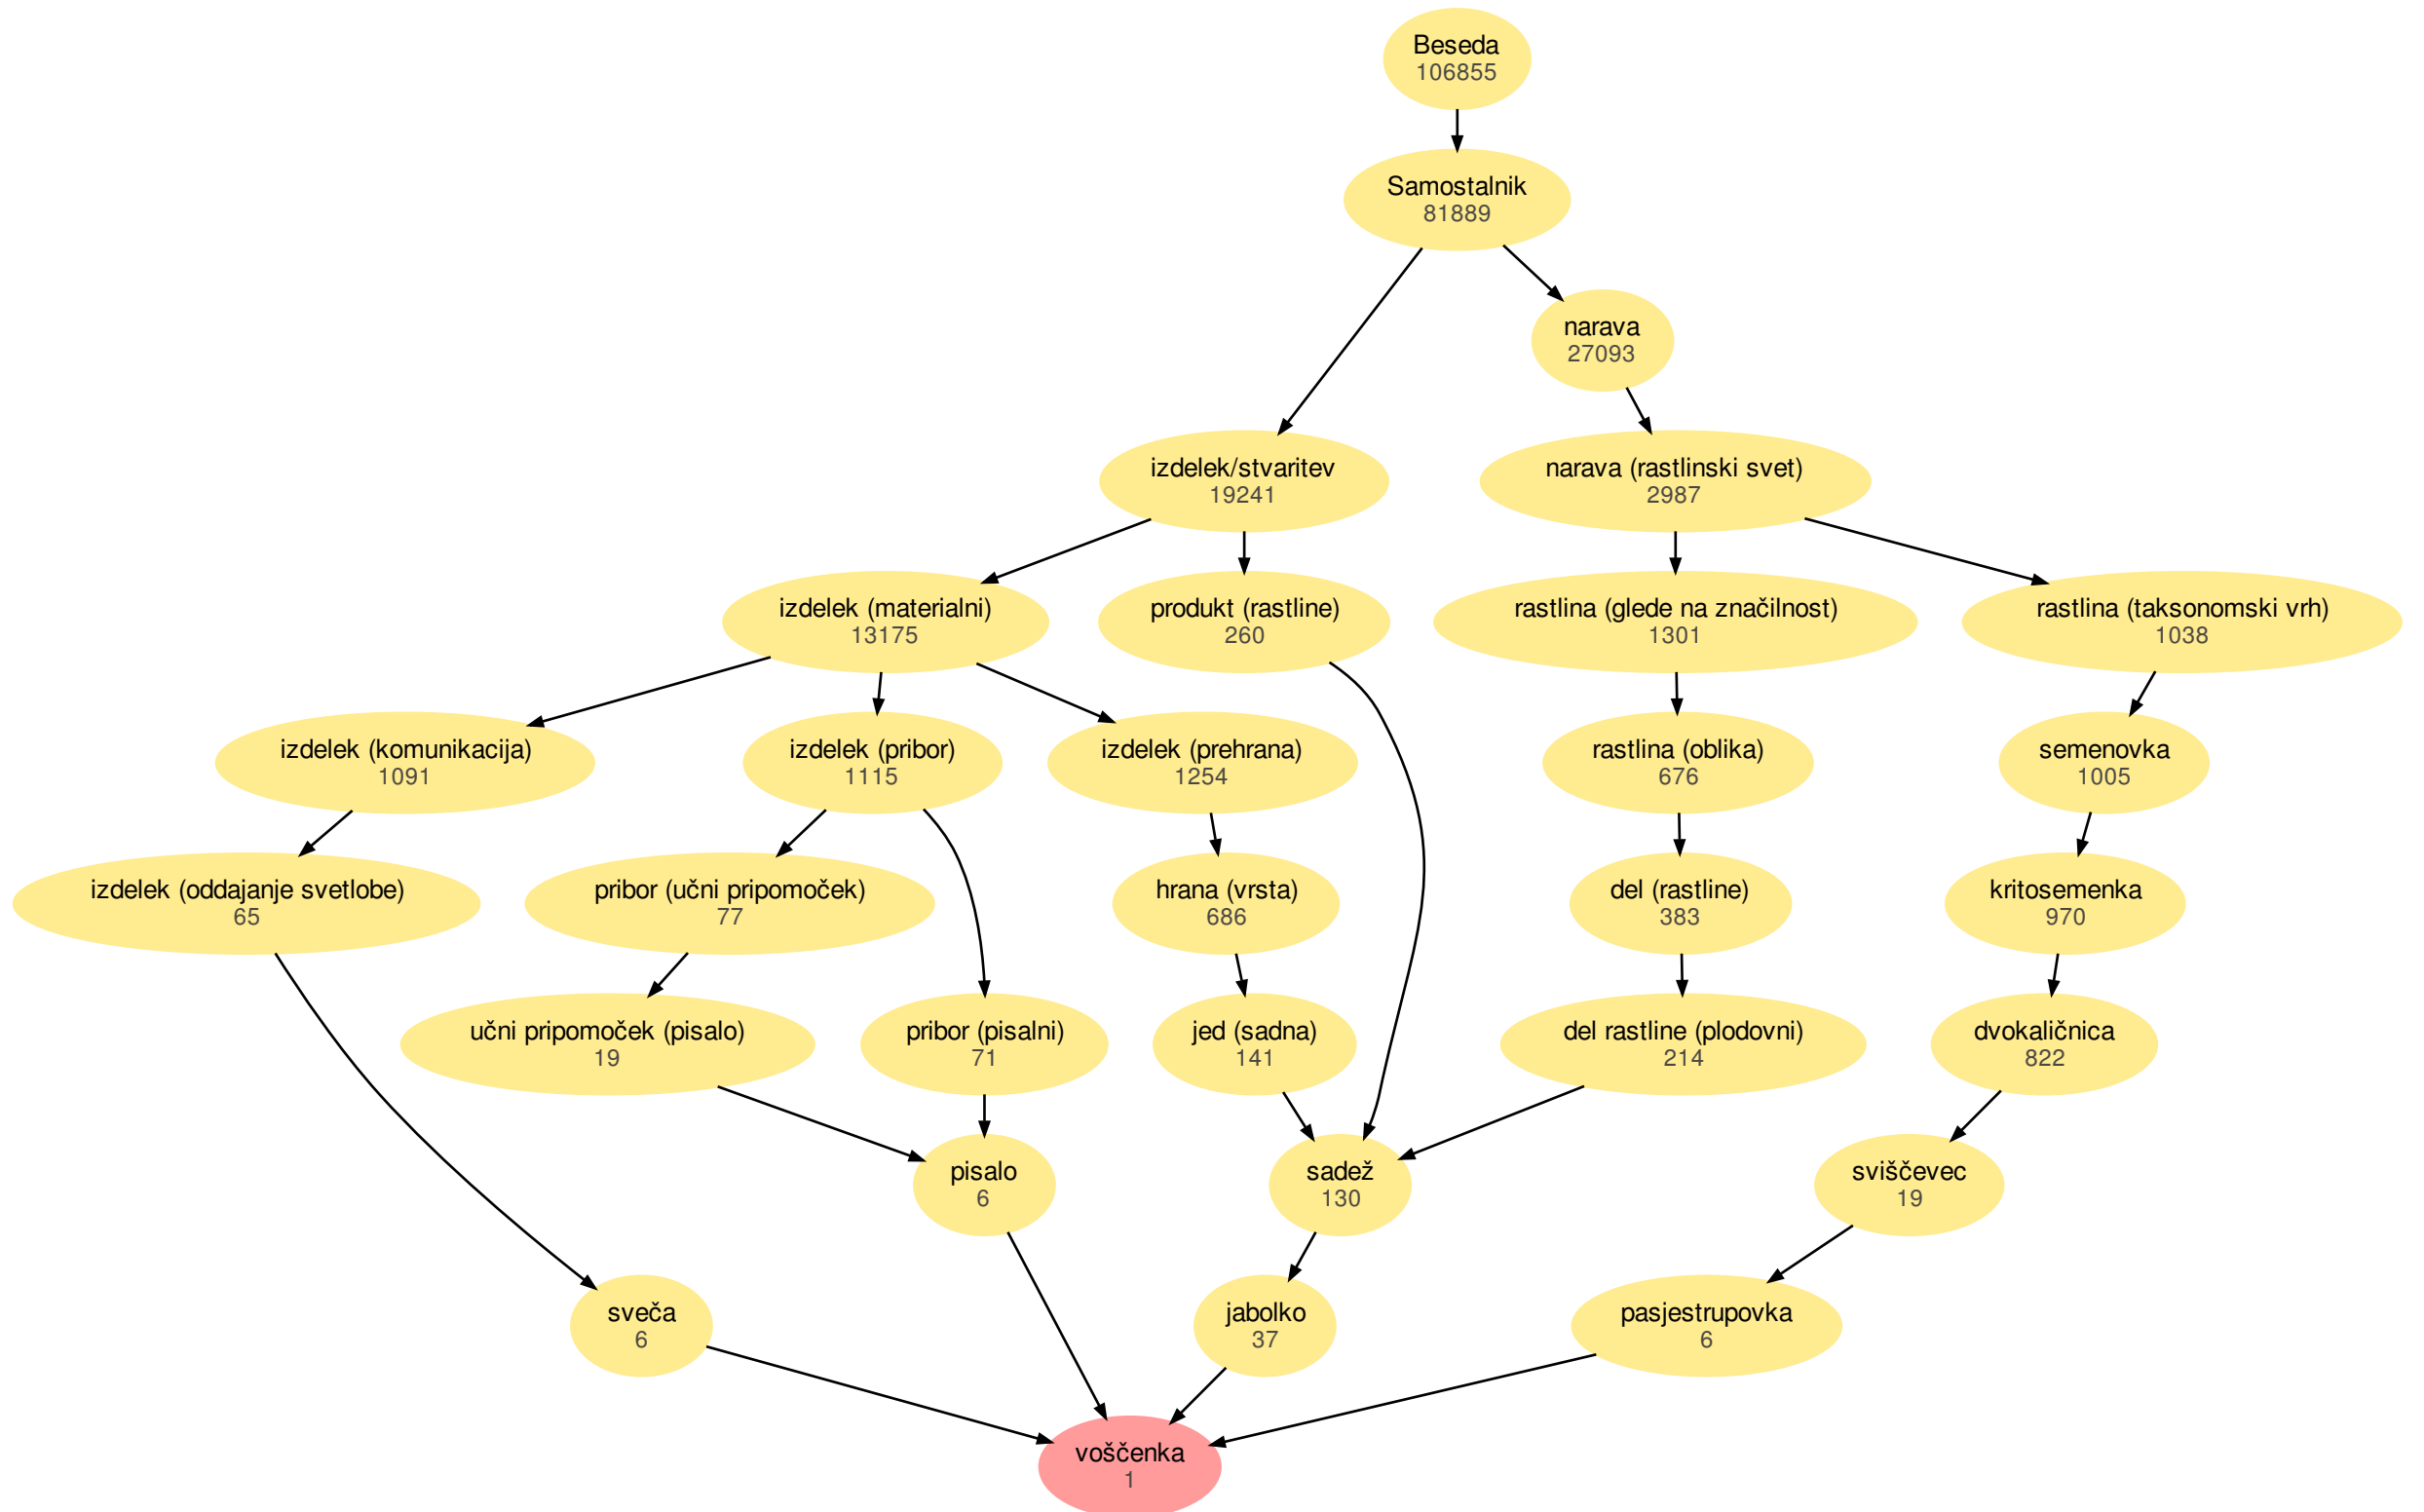 Beseda
106855
Samostalnik
81889
narava
27093
izdelek/stvaritev
19241
narava (rastlinski svet)
2987
izdelek (materialni)
13175
produkt (rastline)
260
rastlina (glede na značilnost)
1301
rastlina (taksonomski vrh)
1038
izdelek (komunikacija)
1091
izdelek (pribor)
1115
izdelek (prehrana)
1254
rastlina (oblika)
676
semenovka
1005
izdelek (oddajanje svetlobe)
65
pribor (učni pripomoček)
77
hrana (vrsta)
686
del (rastline)
383
kritosemenka
970
učni pripomoček (pisalo)
19
pribor (pisalni)
71
jed (sadna)
141
del rastline (plodovni)
214
dvokaličnica
822
pisalo
6
sadež
130
sviščevec
19
sveča
6
jabolko
37
pasjestrupovka
6
voščenka
1